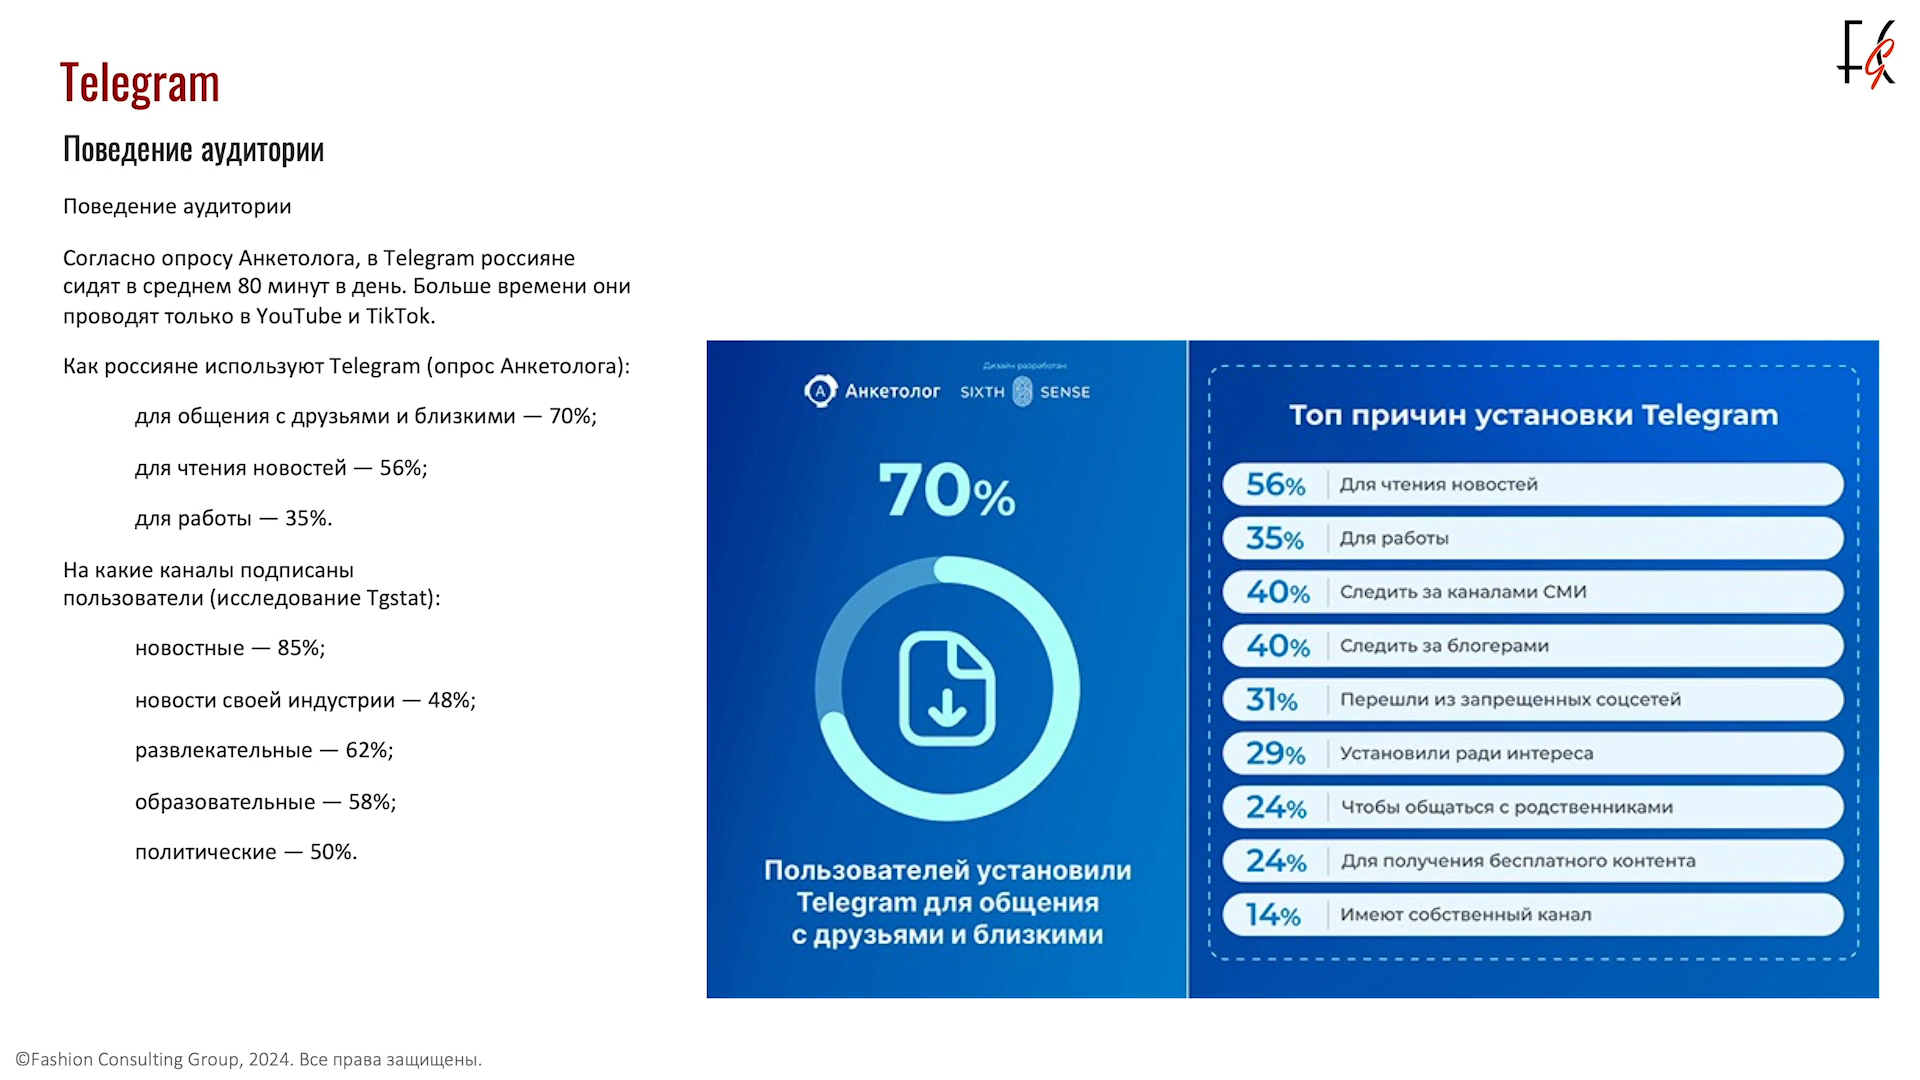 Telegram
Поведение аудитории
Поведение аудитории
Согласно опросу Анкетолога, в Telegram россияне
сидят в среднем 80 минут в день. Больше времени они
проводят только в YouTube и TikTok.
Как россияне используют Telegram (опрос Анкетолога):
для общения с друзьями и близкими — 70%;
для чтения новостей — 56%;
для работы — 35%.
На какие каналы подписаны
пользователи (исследование Tgstat):
новостные — 85%;
новости своей индустрии — 48%;
развлекательные — 62%;
образовательные — 58%;
политические — 50%.
Дизайн разработан:
Анкетолог SIXTH SENSE
70%
Пользователей установили
Telegram для общения
с друзьями и близкими
Топ причин установки Telegram
56% Для чтения новостей
35% Для работы
40% Следить за каналами СМИ
40% Следить за блогерами
31% Перешли из запрещенных соцсетей
29% Установили ради интереса
24% Чтобы общаться с родственниками
24% Для получения бесплатного контента
14% Имеют собственный канал
©Fashion Consulting Group, 2024. Все права защищены.